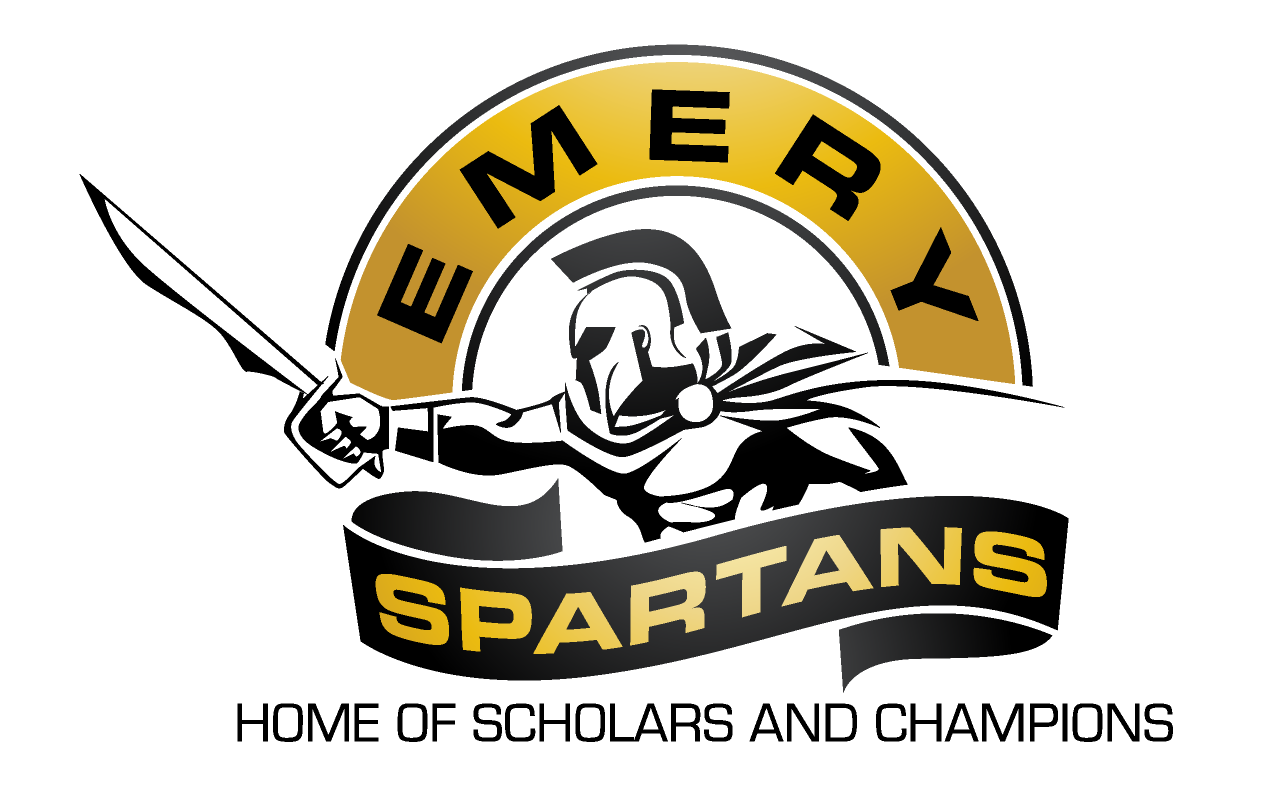 EMERY
SPARTANS
HOME OF SCHOLARS AND CHAMPIONS